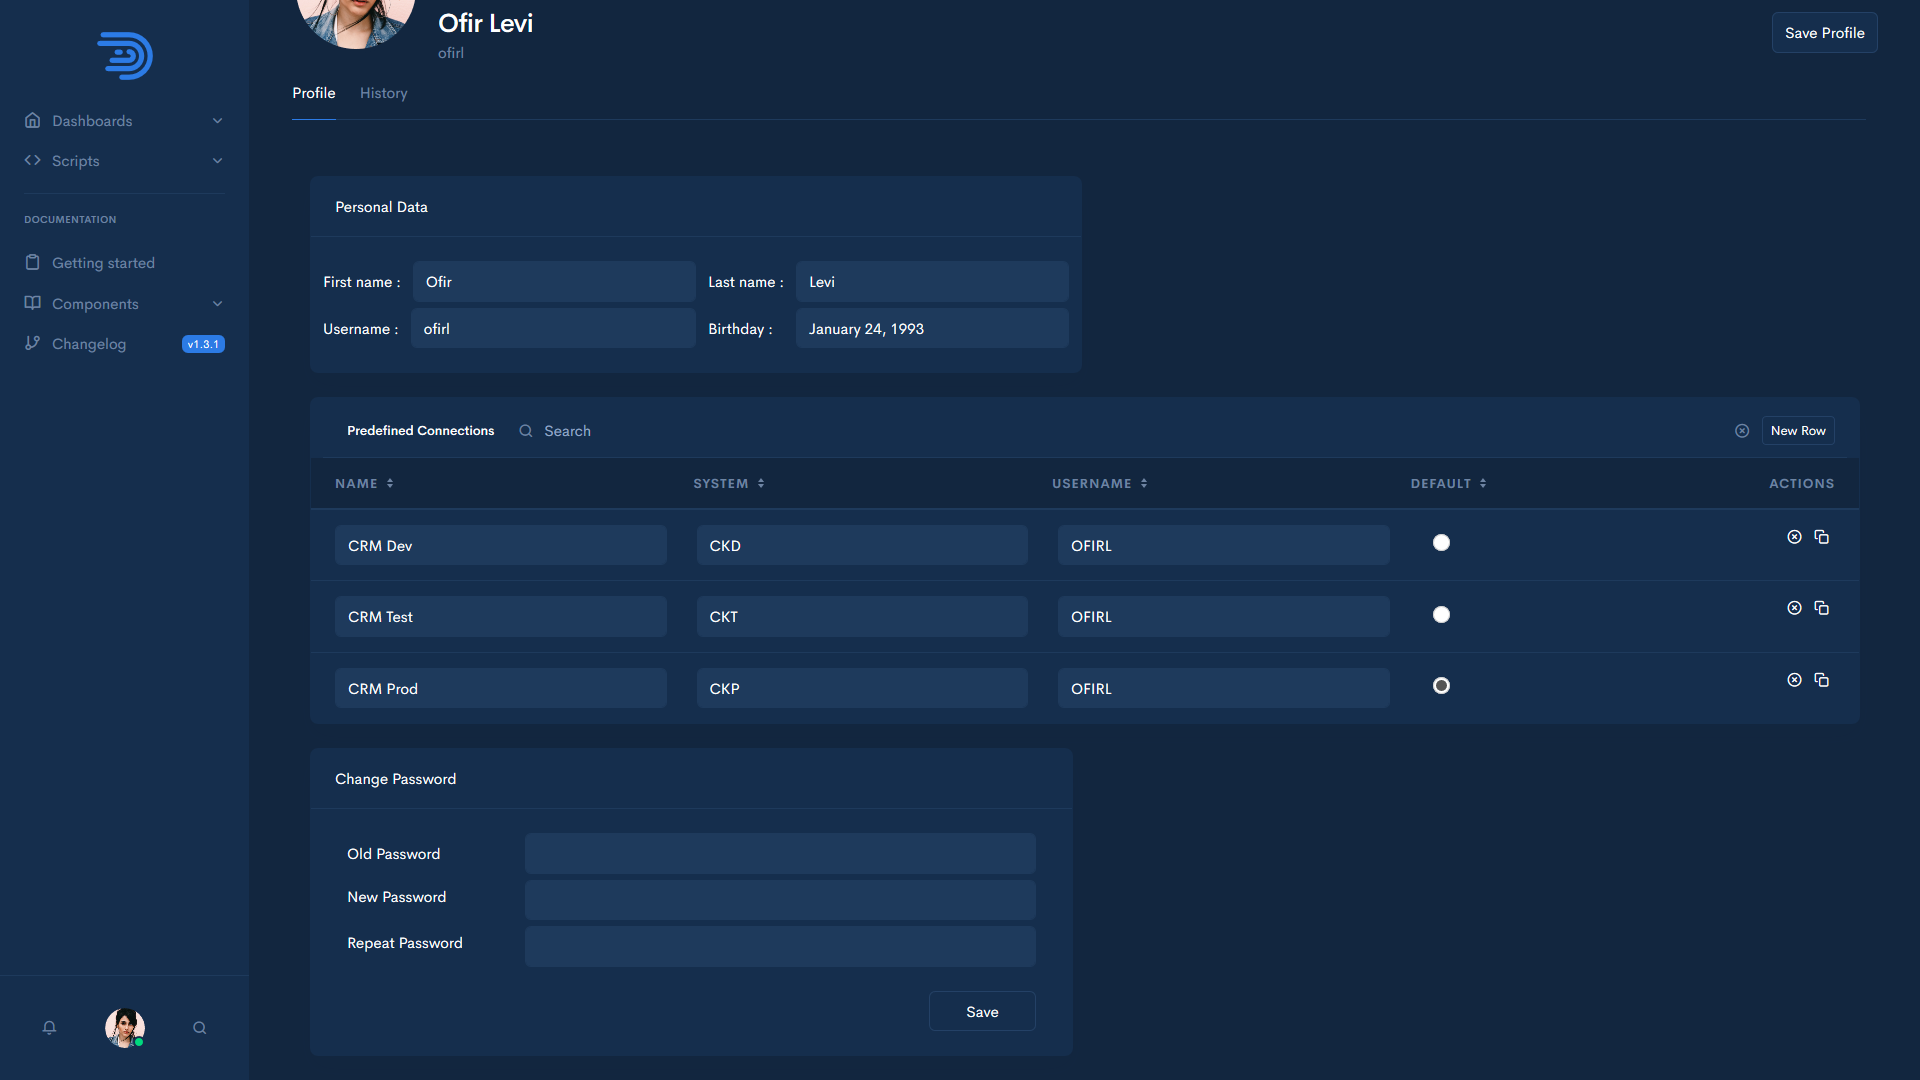 Ofir Levi
ofirl
Save Profile
Profile
History
Dashboards
Scripts
DOCUMENTATION
Getting started
Components
Changelog
v1.3.1
Personal Data
First name :
Ofir
Last name :
Levi
Username :
ofirl
Birthday :
January 24, 1993
Predefined Connections
Search
New Row
NAME
SYSTEM
USERNAME
DEFAULT
ACTIONS
CRM Dev
CKD
OFIRL
CRM Test
CKT
OFIRL
CRM Prod
CKP
OFIRL
Change Password
Old Password
New Password
Repeat Password
Save